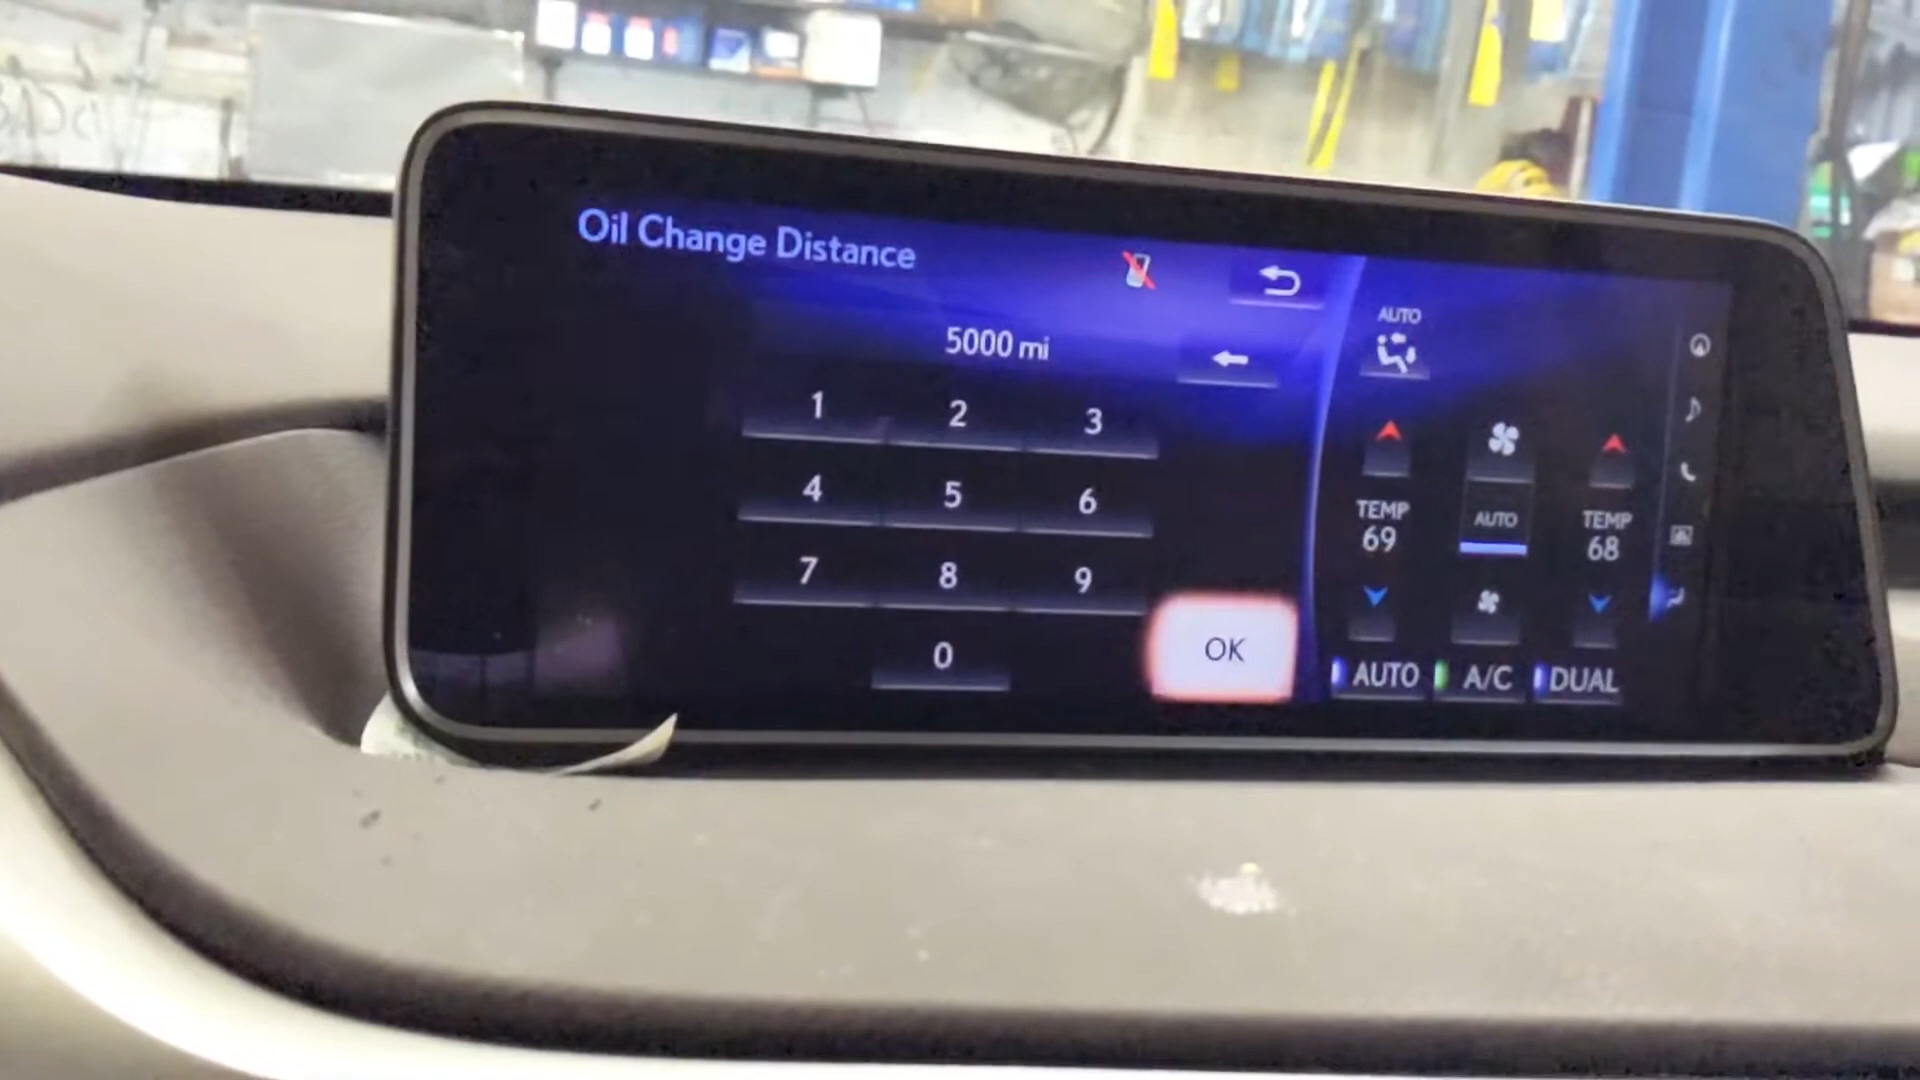 Oil Change Distance
5000 mi
1 2 3
4 5 6
7 8 9
0
OK
AUTO
TEMP
69
AUTO
TEMP
68
AUTO A/C DUAL